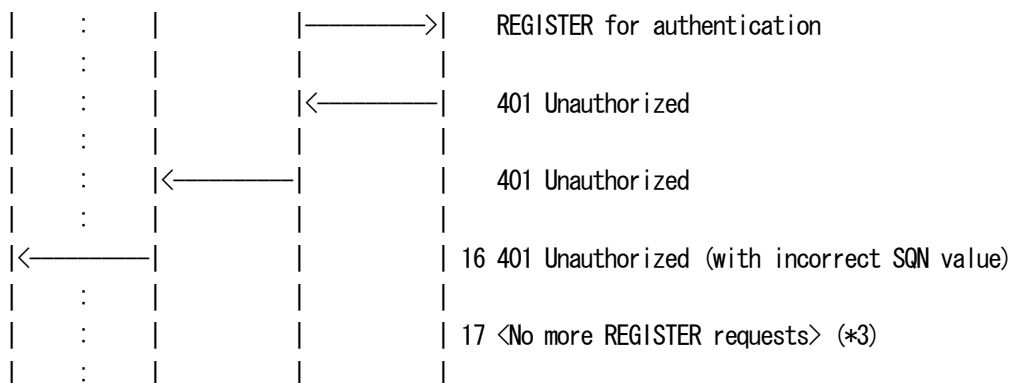 |     :     |           |---------->|   REGISTER for authentication
|     :     |           |           |
|     :     |           |<----------|   401 Unauthorized
|     :     |           |           |
|     :     |<----------|           |   401 Unauthorized
|     :     |           |           |
|<----------|           |           | 16 401 Unauthorized (with incorrect SQN value)
|     :     |           |           |
|     :     |           |           | 17 <No more REGISTER requests> (*3)
|     :     |           |           |